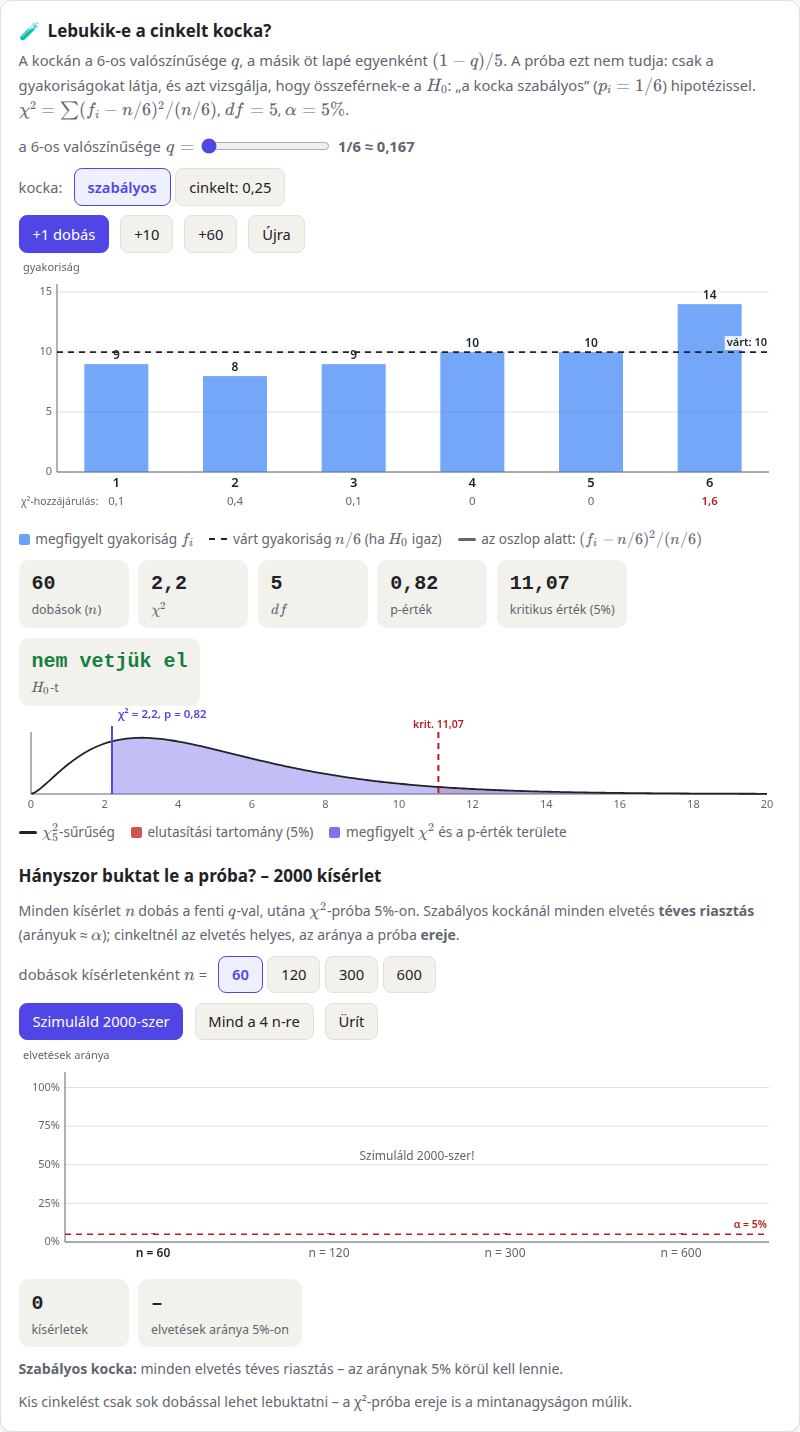 🧪 Lebukik-e a cinkelt kocka?
A kockán a 6-os valószínűsége q, a másik öt lapé egyenként (1 − q)/5. A próba ezt nem tudja: csak a
gyakoriságokat látja, és azt vizsgálja, hogy összeférnek-e a H₀: „a kocka szabályos” (pᵢ = 1/6) hipotézissel.
χ² = ∑(fᵢ − n/6)²/(n/6), df = 5, α = 5%.
a 6-os valószínűsége q = 1/6 ≈ 0,167
kocka: szabályos cinkelt: 0,25
+1 dobás +10 +60 Újra
gyakoriság
15
10
5
0
9 8 9 10 10 14
várt: 10
1 2 3 4 5 6
χ²-hozzájárulás: 0,1 0,4 0,1 0 0 1,6
megfigyelt gyakoriság fᵢ várt gyakoriság n/6 (ha H₀ igaz) az oszlop alatt: (fᵢ − n/6)²/(n/6)
60 2,2 5 0,82 11,07
dobások (n) χ² df p-érték kritikus érték (5%)
nem vetjük el
H₀-t
χ² = 2,2, p = 0,82
krit. 11,07
0 2 4 6 8 10 12 14 16 18 20
χ²₅-sűrűség elutasítási tartomány (5%) megfigyelt χ² és a p-érték területe
Hányszor buktat le a próba? – 2000 kísérlet
Minden kísérlet n dobás a fenti q-val, utána χ²-próba 5%-on. Szabályos kockánál minden elvetés téves riasztás
(arányuk ≈ α); cinkeltnél az elvetés helyes, az aránya a próba ereje.
dobások kísérletenként n = 60 120 300 600
Szimuláld 2000-szer Mind a 4 n-re Ürít
elvetések aránya
100%
75%
50%
25%
0%
Szimuláld 2000-szer!
α = 5%
n = 60 n = 120 n = 300 n = 600
0 –
kísérletek elvetések aránya 5%-on
Szabályos kocka: minden elvetés téves riasztás – az aránynak 5% körül kell lennie.
Kis cinkelést csak sok dobással lehet lebuktatni – a χ²-próba ereje is a mintanagyságon múlik.